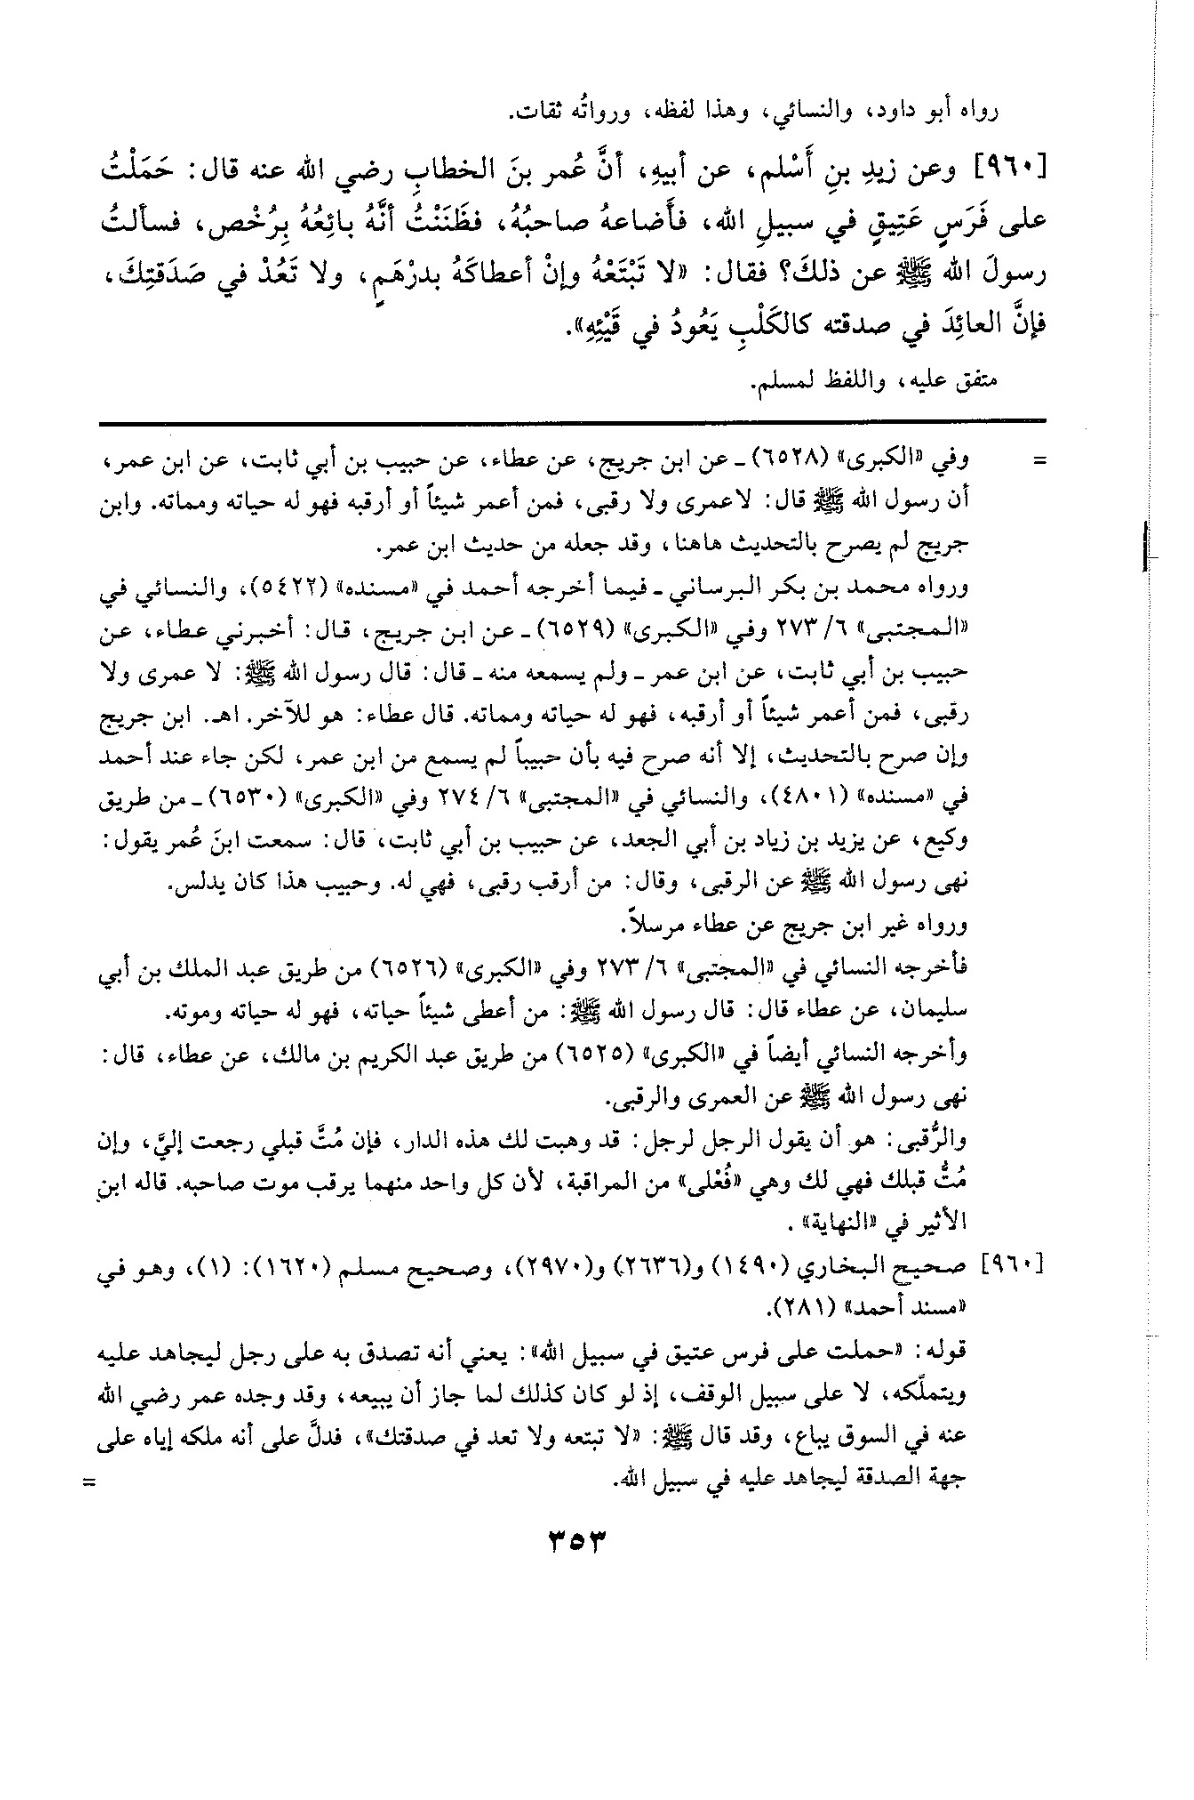 رواه أبو داود، والنسائي، وهذا لفظه، ورواتُه ثقات.
[٩٦٠] وعن زيدِ بنِ أَسْلم، عن أبيهِ، أنَّ عُمر بنَ الخطابِ رضي الله عنه قال: حَمَلْتُ
على فَرَسٍ عَتِيقٍ في سبيلِ الله، فأَضاعهُ صاحبُهُ، فظَنَنْتُ أنَّهُ بائِعُهُ بِرُخْص، فسألتُ
رسولَ الله ﷺ عن ذلكَ؟ فقال: «لا تَبْتَعْهُ وإنْ أعطاكَهُ بدرْهَمٍ، ولا تَعُدْ في صَدَقتِكَ،
فإنَّ العائِدَ في صدقته كالكَلْبِ يَعُودُ في قَيْئِهِ».
متفق عليه، واللفظ لمسلم.
= وفي «الكبرى» (٦٥٢٨) ـ عن ابن جريج، عن عطاء، عن حبيب بن أبي ثابت، عن ابن عمر،
أن رسول الله ﷺ قال: لاعمرى ولا رقبى، فمن أعمر شيئاً أو أرقبه فهو له حياته ومماته. وابن
جريج لم يصرح بالتحديث هاهنا، وقد جعله من حديث ابن عمر.
ورواه محمد بن بكر البرساني ـ فيما أخرجه أحمد في «مسنده» (٥٤٢٢)، والنسائي في
«المجتبى» ٦/ ٢٧٣ وفي «الكبرى» (٦٥٢٩) ـ عن ابن جريج، قال: أخبرني عطاء، عن
حبيب بن أبي ثابت، عن ابن عمر ـ ولم يسمعه منه ـ قال: قال رسول الله ﷺ: لا عمرى ولا
رقبى، فمن أعمر شيئاً أو أرقبه، فهو له حياته ومماته. قال عطاء: هو للآخر. اهـ. ابن جريج
وإن صرح بالتحديث، إلا أنه صرح فيه بأن حبيباً لم يسمع من ابن عمر، لكن جاء عند أحمد
في «مسنده» (٤٨٠١)، والنسائي في «المجتبى» ٦/ ٢٧٤ وفي «الكبرى» (٦٥٣٠) ـ من طريق
وكيع، عن يزيد بن زياد بن أبي الجعد، عن حبيب بن أبي ثابت، قال: سمعت ابنَ عُمر يقول:
نهى رسول الله ﷺ عن الرقبى، وقال: من أرقب رقبى، فهي له. وحبيب هذا كان يدلس.
ورواه غير ابن جريج عن عطاء مرسلاً.
فأخرجه النسائي في «المجتبى» ٦/ ٢٧٣ وفي «الكبرى» (٦٥٢٦) من طريق عبد الملك بن أبي
سليمان، عن عطاء قال: قال رسول الله ﷺ: من أعطى شيئاً حياته، فهو له حياته وموته.
وأخرجه النسائي أيضاً في «الكبرى» (٦٥٢٥) من طريق عبد الكريم بن مالك، عن عطاء، قال:
نهى رسول الله ﷺ عن العمرى والرقبى.
والرُّقبى: هو أن يقول الرجل لرجل: قد وهبت لك هذه الدار، فإن مُتَّ قبلي رجعت إليَّ، وإن
مُتُّ قبلك فهي لك وهي «فُعْلى» من المراقبة، لأن كل واحد منهما يرقب موت صاحبه. قاله ابن
الأثير في «النهاية».
[٩٦٠] صحيح البخاري (١٤٩٠) و(٢٦٣٦) و(٢٩٧٠)، وصحيح مسلم (١٦٢٠): (١)، وهو في
«مسند أحمد» (٢٨١).
قوله: «حملت على فرس عتيق في سبيل الله»: يعني أنه تصدق به على رجل ليجاهد عليه
ويتملّكه، لا على سبيل الوقف، إذ لو كان كذلك لما جاز أن يبيعه، وقد وجده عمر رضي الله
عنه في السوق يباع، وقد قال ﷺ: «لا تبتعه ولا تعد في صدقتك»، فدلَّ على أنه ملكه إياه على
جهة الصدقة ليجاهد عليه في سبيل الله. =
٣٥٣